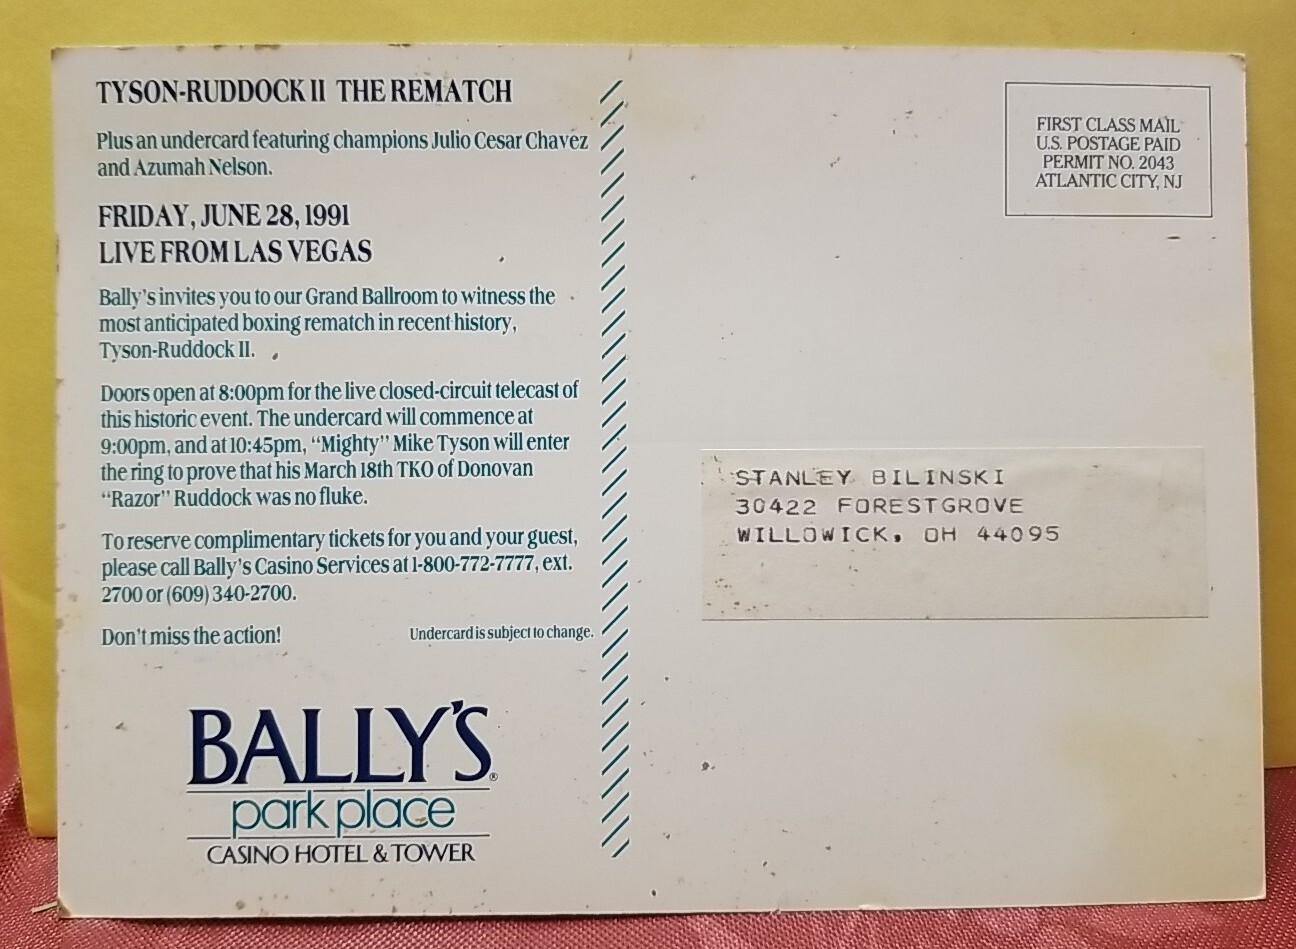 TYSON-RUDDOCK II THE REMATCH
Plus an undercard featuring champions Julio Cesar Chavez
and Azumah Nelson.
FRIDAY, JUNE 28, 1991
LIVE FROM LAS VEGAS
Bally's invites you to our Grand Ballroom to witness the
most anticipated boxing rematch in recent history,
Tyson-Ruddock II.
Doors open at 8:00pm for the live closed-circuit telecast of
this historic event. The undercard will commence at
9:00pm, and at 10:45pm, "Mighty" Mike Tyson will enter
the ring to prove that his March 18th TKO of Donovan
"Razor" Ruddock was no fluke.
To reserve complimentary tickets for you and your guest,
please call Bally's Casino Services at 1-800-772-7777, ext.
2700 or (609) 340-2700.
Don't miss the action!
Undercard is subject to change.
BALLY'S®
park place
CASINO HOTEL & TOWER
FIRST CLASS MAIL
U.S. POSTAGE PAID
PERMIT NO. 2043
ATLANTIC CITY, NJ
STANLEY BILINSKI
30422 FORESTGROVE
WILLOWICK, OH 44095